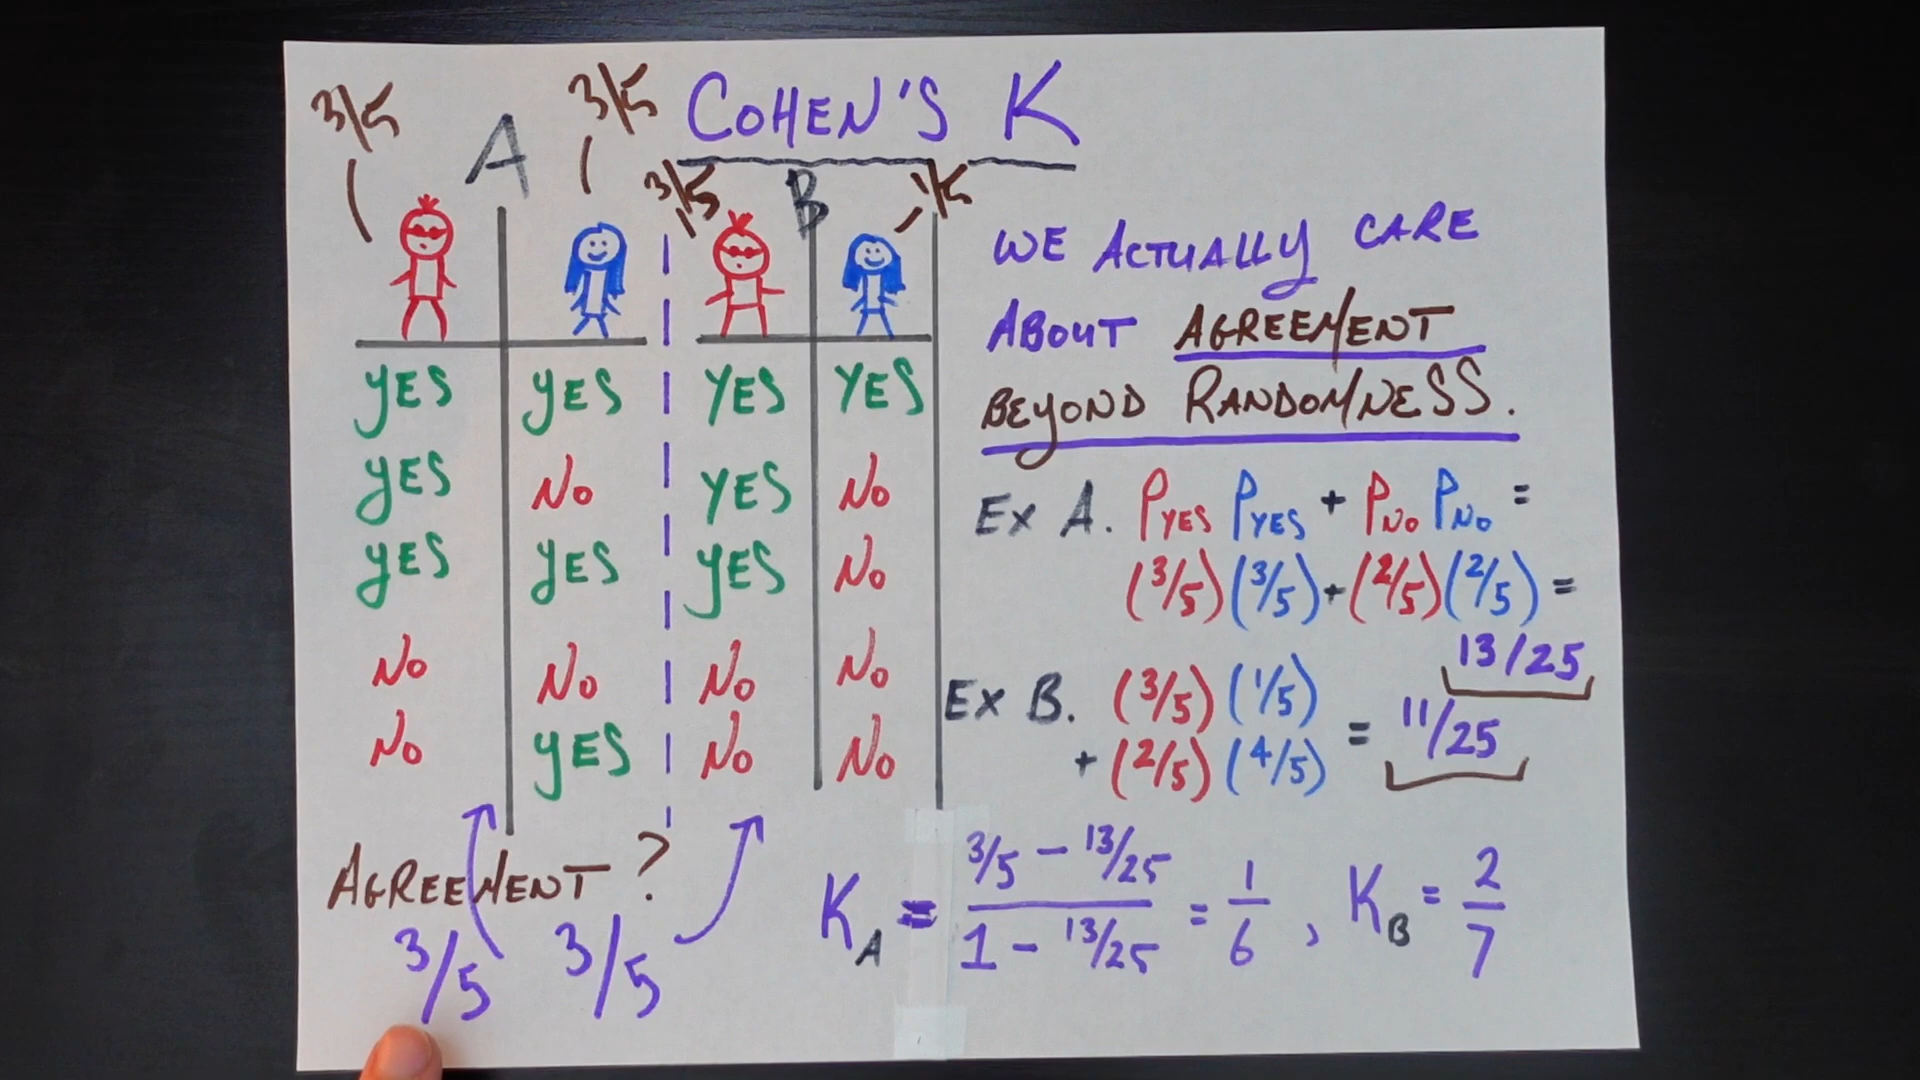 COHEN'S K
3/5
3/5
A
3/5
B
1/5
YES YES YES YES
YES NO YES NO
YES YES YES NO
NO NO NO NO
NO YES NO NO
AGREEMENT?
3/5 3/5
WE ACTUALLY CARE
ABOUT AGREEMENT
BEYOND RANDOMNESS.
Ex A. PYES PYES + PNO PNO =
(3/5)(3/5)+(2/5)(2/5) =
13/25
Ex B. (3/5)(1/5)
+(2/5)(4/5) = 11/25
KA = 3/5 - 13/25 / 1 - 13/25 = 1/6, KB = 2/7